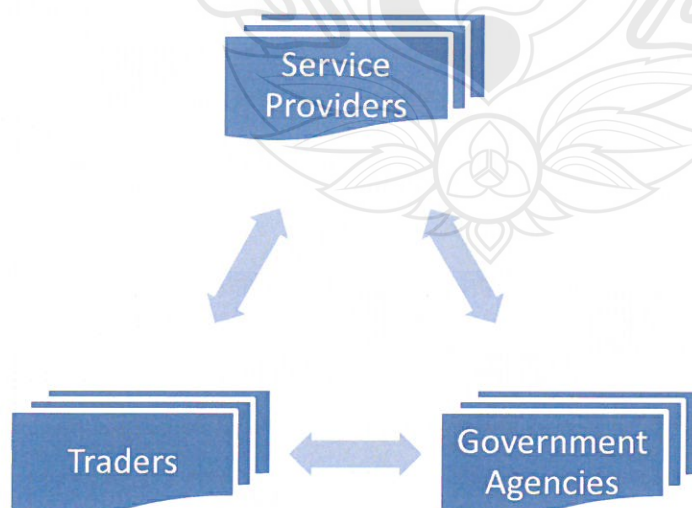 Service
Providers
Traders
Government
Agencies